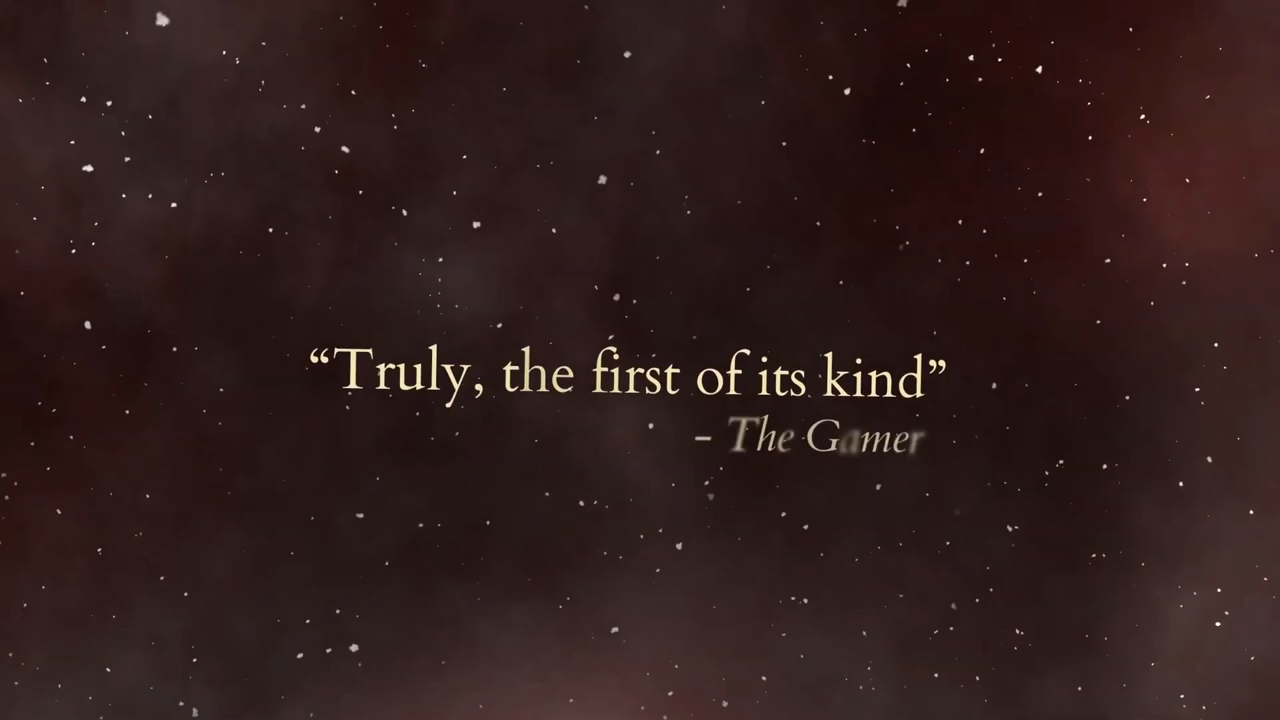 “Truly, the first of its kind”
– The Gamer